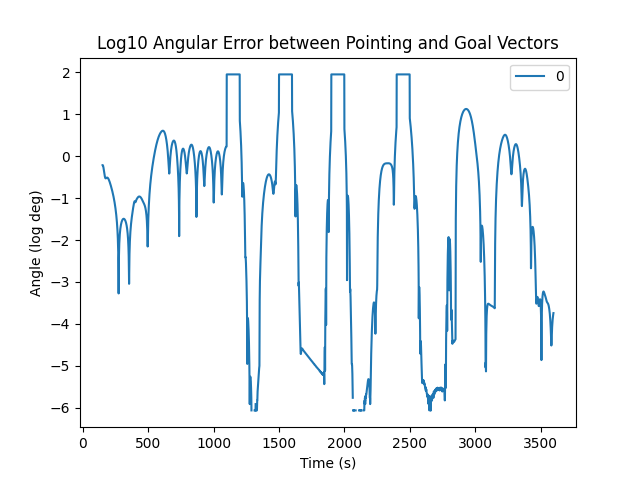 Log10 Angular Error between Pointing and Goal Vectors
0
2
1
0
−1
−2
−3
−4
−5
−6
Angle (log deg)
0 500 1000 1500 2000 2500 3000 3500
Time (s)